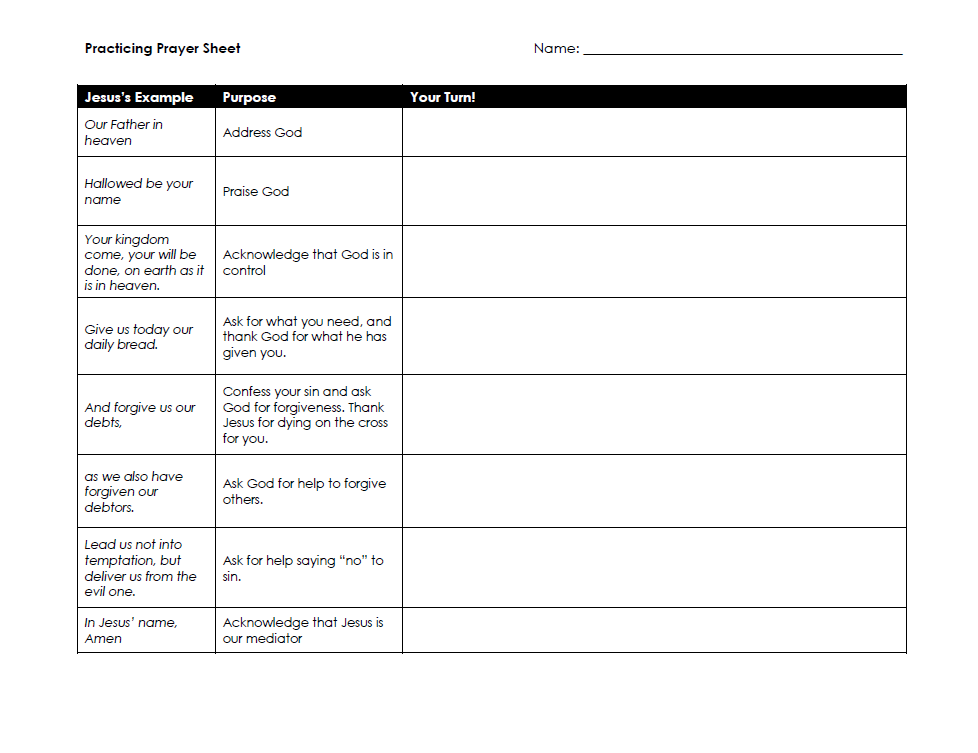 Practicing Prayer Sheet Name: ___________________________________________
Jesus's Example Purpose Your Turn!
Our Father in
heaven
Address God
Hallowed be your
name
Praise God
Your kingdom
come, your will be
done, on earth as it
is in heaven.
Acknowledge that God is in
control
Give us today our
daily bread.
Ask for what you need, and
thank God for what he has
given you.
And forgive us our
debts,
Confess your sin and ask
God for forgiveness. Thank
Jesus for dying on the cross
for you.
as we also have
forgiven our
debtors.
Ask God for help to forgive
others.
Lead us not into
temptation, but
deliver us from the
evil one.
Ask for help saying “no” to
sin.
In Jesus’ name,
Amen
Acknowledge that Jesus is
our mediator